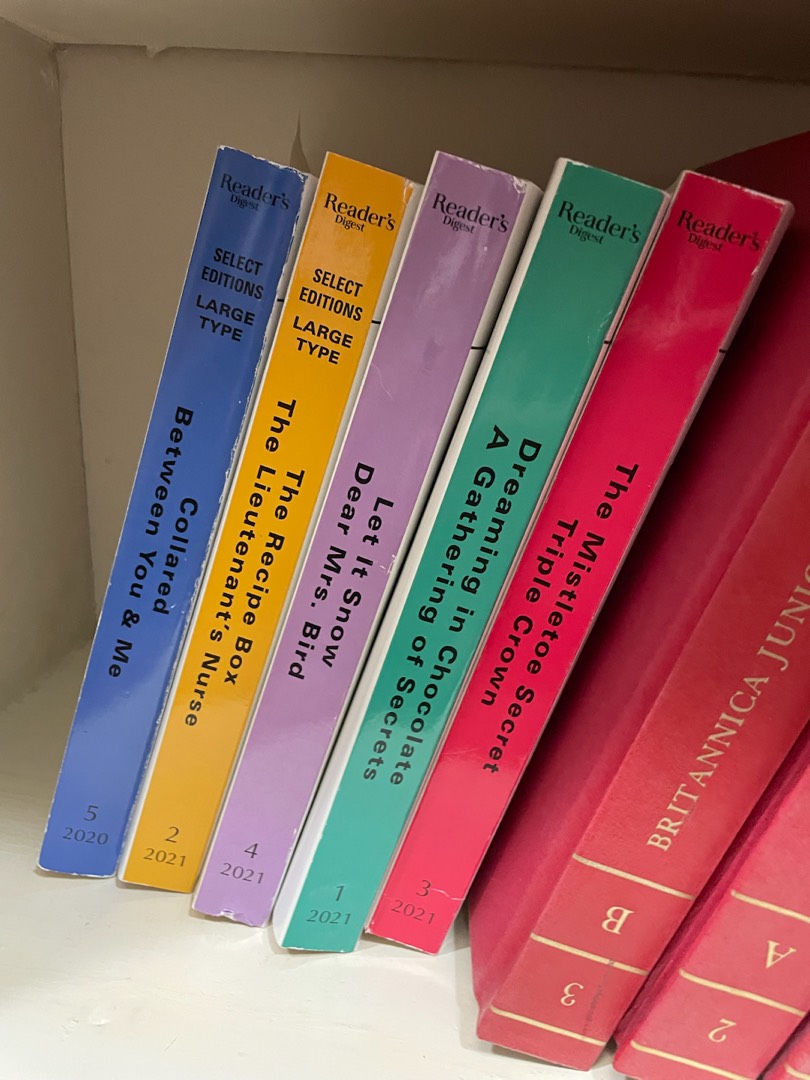 Reader's
Digest
SELECT
EDITIONS
LARGE
TYPE
Collared
Between You & Me
5
2020
Reader's
Digest
SELECT
EDITIONS
LARGE
TYPE
The Recipe Box
The Lieutenant's Nurse
2
2021
Reader's
Digest
Let It Snow
Dear Mrs. Bird
4
2021
Reader's
Digest
Dreaming in Chocolate
A Gathering of Secrets
1
2021
Reader's
Digest
The Mistletoe Secret
Triple Crown
3
2021
BRITANNICA JUNI
B
3
A
2